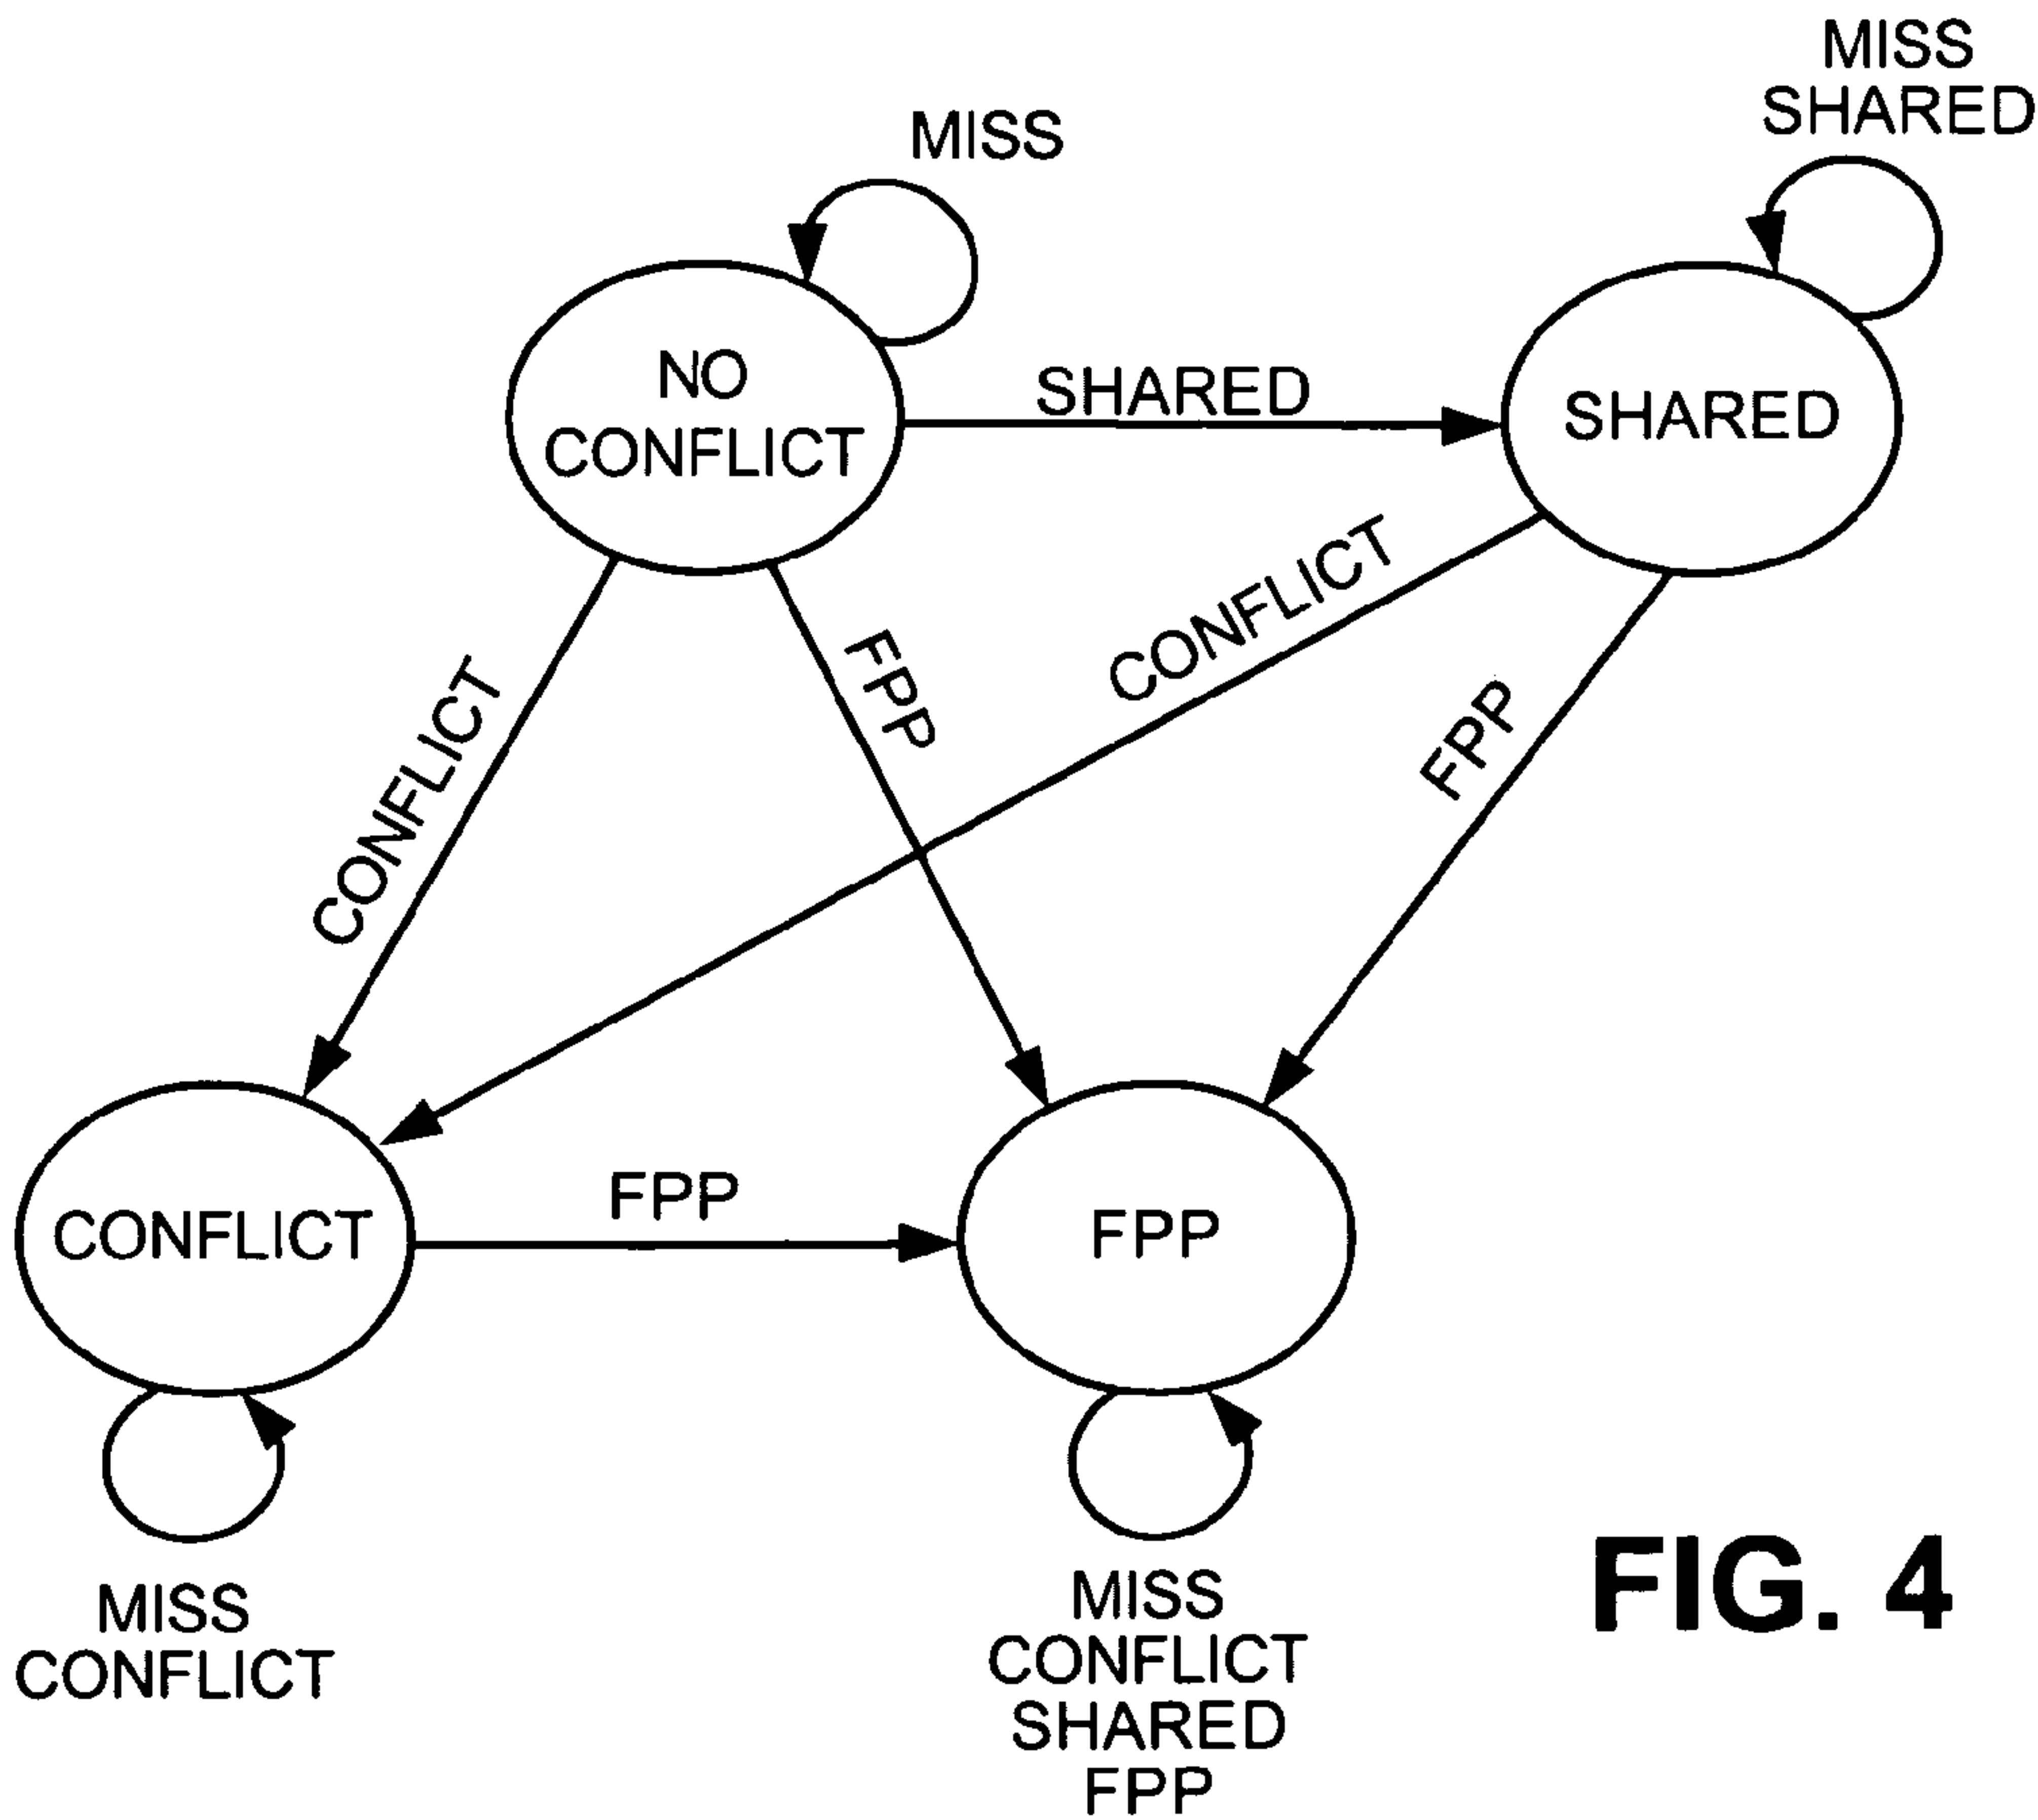 MISS
SHARED
MISS
NO
CONFLICT
SHARED
SHARED
CONFLICT
FPP
CONFLICT
FPP
CONFLICT
FPP
FPP
MISS
CONFLICT
MISS
CONFLICT
SHARED
FPP
FIG. 4